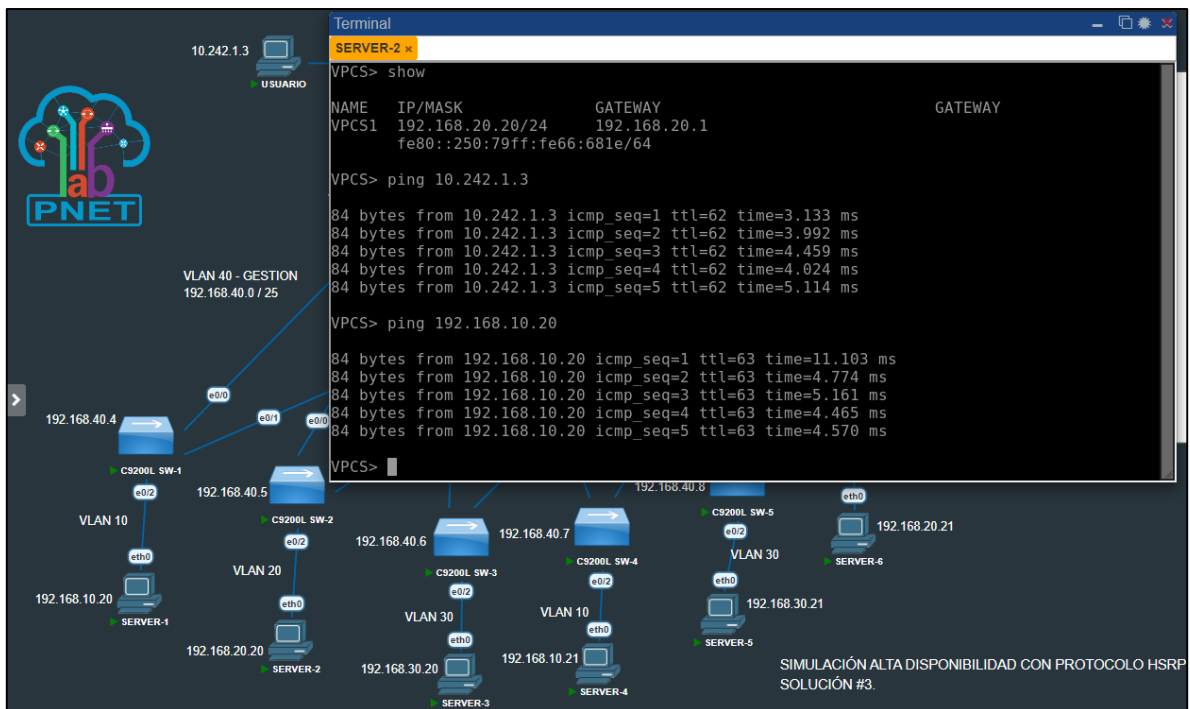 Terminal
SERVER-2 ×
VPCS> show
NAME IP/MASK GATEWAY GATEWAY
VPCS1 192.168.20.20/24 192.168.20.1
fe80::250:79ff:fe66:681e/64
VPCS> ping 10.242.1.3
84 bytes from 10.242.1.3 icmp_seq=1 ttl=62 time=3.133 ms
84 bytes from 10.242.1.3 icmp_seq=2 ttl=62 time=3.992 ms
84 bytes from 10.242.1.3 icmp_seq=3 ttl=62 time=4.459 ms
84 bytes from 10.242.1.3 icmp_seq=4 ttl=62 time=4.024 ms
84 bytes from 10.242.1.3 icmp_seq=5 ttl=62 time=5.114 ms
VPCS> ping 192.168.10.20
84 bytes from 192.168.10.20 icmp_seq=1 ttl=63 time=11.103 ms
84 bytes from 192.168.10.20 icmp_seq=2 ttl=63 time=4.774 ms
84 bytes from 192.168.10.20 icmp_seq=3 ttl=63 time=5.161 ms
84 bytes from 192.168.10.20 icmp_seq=4 ttl=63 time=4.465 ms
84 bytes from 192.168.10.20 icmp_seq=5 ttl=63 time=4.570 ms
VPCS>
10.242.1.3
USUARIO
lab
PNET
VLAN 40 - GESTION
192.168.40.0 / 25
e0/0
e0/1
e0/0
192.168.40.4
C9200L SW-1
e0/2
VLAN 10
eth0
192.168.10.20
SERVER-1
192.168.40.5
C9200L SW-2
e0/2
VLAN 20
eth0
192.168.20.20
SERVER-2
192.168.40.6
C9200L SW-3
e0/2
VLAN 30
eth0
192.168.30.20
SERVER-3
192.168.40.7
C9200L SW-4
e0/2
VLAN 10
eth0
192.168.10.21
SERVER-4
192.168.40.8
C9200L SW-5
e0/2
VLAN 30
eth0
192.168.30.21
SERVER-5
eth0
192.168.20.21
SERVER-6
SIMULACIÓN ALTA DISPONIBILIDAD CON PROTOCOLO HSRP
SOLUCIÓN #3.